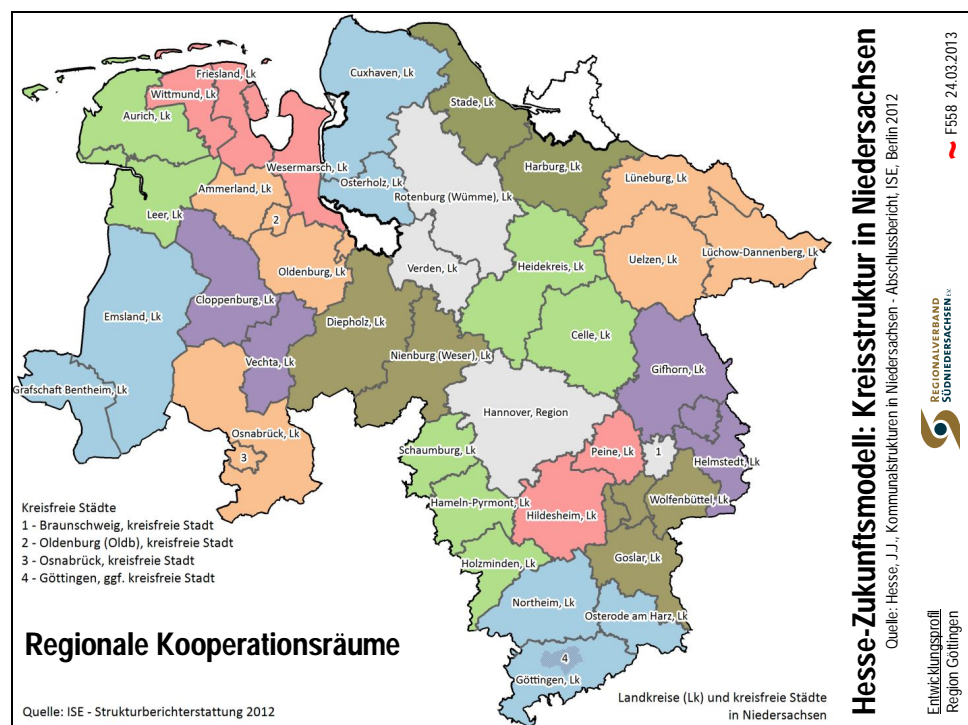 Cuxhaven, Lk
Friesland, Lk
Wittmund, Lk
Stade, Lk
Aurich, Lk
Wesermarsch, Lk
Harburg, Lk
Osterholz, Lk
Lüneburg, Lk
Ammerland, Lk
Rotenburg (Wümme), Lk
Leer, Lk
2
Lüchow-Dannenberg, Lk
Uelzen, Lk
Oldenburg, Lk
Verden, Lk
Heidekreis, Lk
Cloppenburg, Lk
Emsland, Lk
Diepholz, Lk
Celle, Lk
Nienburg (Weser), Lk
Vechta, Lk
Gifhorn, Lk
Grafschaft Bentheim, Lk
Hannover, Region
Osnabrück, Lk
Schaumburg, Lk
Peine, Lk
1
3
Helmstedt, Lk
Wolfenbüttel, Lk
Hameln-Pyrmont, Lk
Hildesheim, Lk
Goslar, Lk
Holzminden, Lk
Northeim, Lk
Osterode am Harz, Lk
4
Göttingen, Lk
Kreisfreie Städte
1 - Braunschweig, kreisfreie Stadt
2 - Oldenburg (Oldb), kreisfreie Stadt
3 - Osnabrück, kreisfreie Stadt
4 - Göttingen, ggf. kreisfreie Stadt
Regionale Kooperationsräume
Quelle: ISE - Strukturberichterstattung 2012
Landkreise (Lk) und kreisfreie Städte
in Niedersachsen
Hesse-Zukunftsmodell: Kreisstruktur in Niedersachsen
Quelle: Hesse, J.J., Kommunalstrukturen in Niedersachsen - Abschlussbericht, ISE, Berlin 2012
~ F558 24.03.2013
REGIONALVERBAND
SÜDNIEDERSACHSEN e.V.
Entwicklungsprofil
Region Göttingen